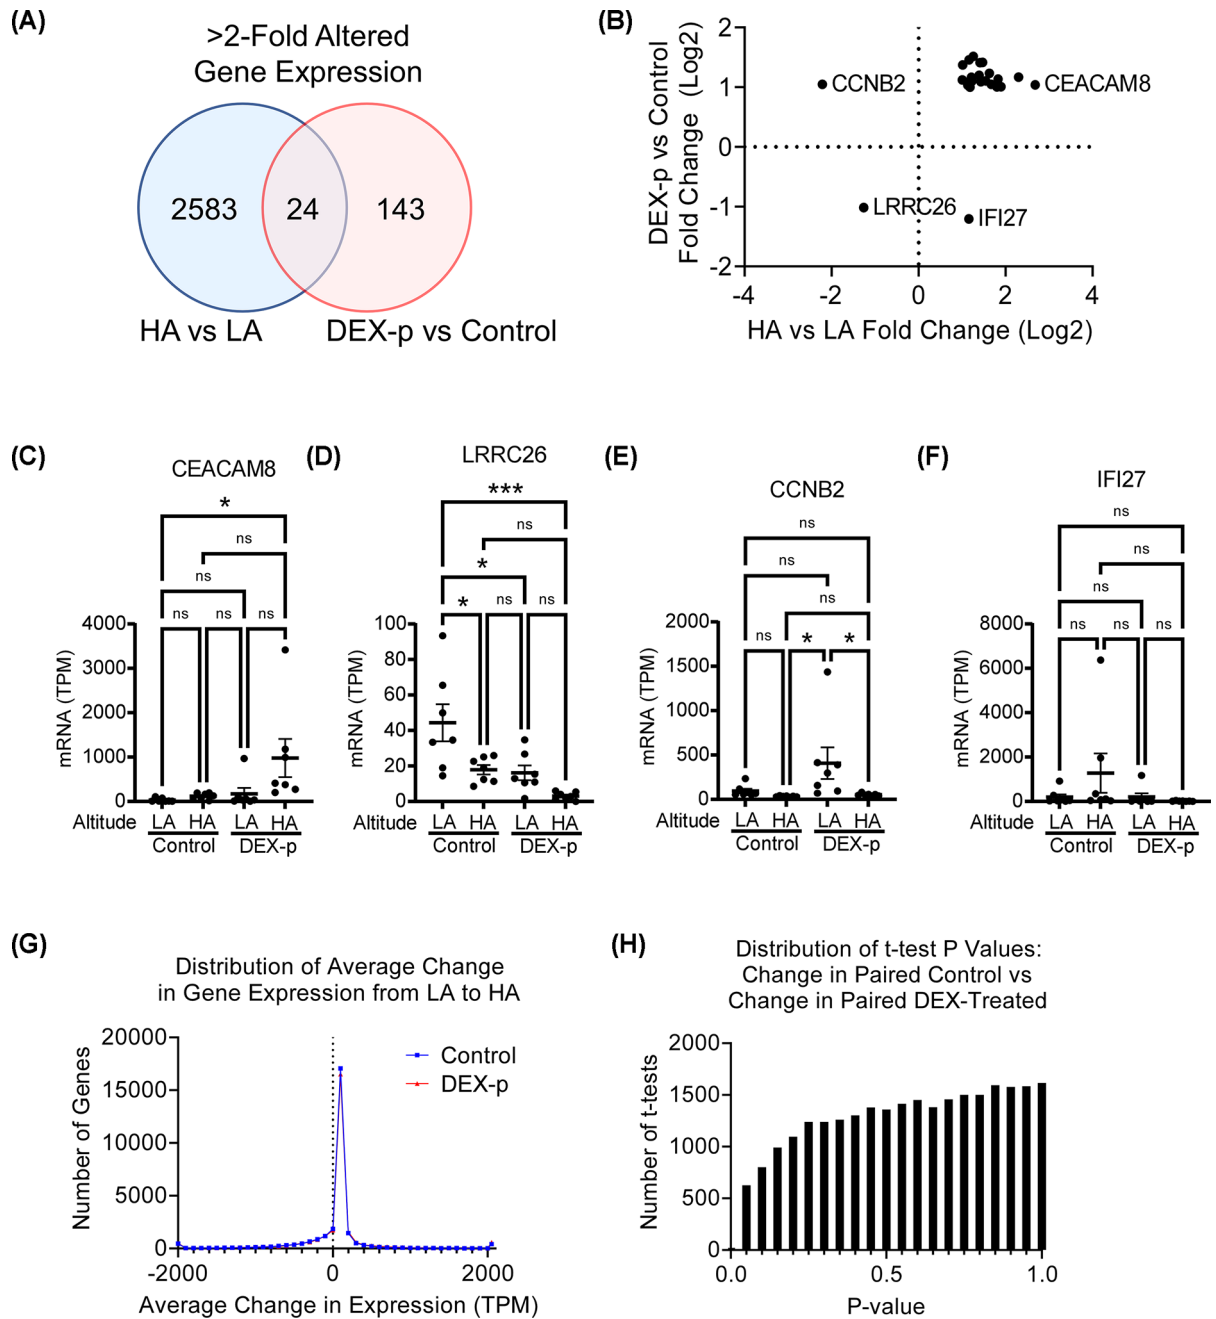 (A)
>2-Fold Altered
Gene Expression
2583
24
143
HA vs LA
DEX-p vs Control
(B)
DEX-p vs Control
Fold Change (Log2)
2
1
0
-1
-2
CCNB2
CEACAM8
LRRC26
IFI27
-4
-2
0
2
4
HA vs LA Fold Change (Log2)
(C)
CEACAM8
*
ns
ns
ns
ns
ns
mRNA (TPM)
4000
3000
2000
1000
0
Altitude
LA
HA
LA
HA
Control
DEX-p
(D)
LRRC26
***
ns
*
*
ns
ns
mRNA (TPM)
100
80
60
40
20
0
Altitude
LA
HA
LA
HA
Control
DEX-p
(E)
CCNB2
ns
ns
ns
ns
*
*
mRNA (TPM)
2000
1500
1000
500
0
Altitude
LA
HA
LA
HA
Control
DEX-p
(F)
IFI27
ns
ns
ns
ns
ns
ns
mRNA (TPM)
8000
6000
4000
2000
0
Altitude
LA
HA
LA
HA
Control
DEX-p
(G)
Distribution of Average Change
in Gene Expression from LA to HA
Number of Genes
20000
15000
10000
5000
0
Control
DEX-p
-2000
0
2000
Average Change in Expression (TPM)
(H)
Distribution of t-test P Values:
Change in Paired Control vs
Change in Paired DEX-Treated
Number of t-tests
2000
1500
1000
500
0
0.0
0.5
1.0
P-value